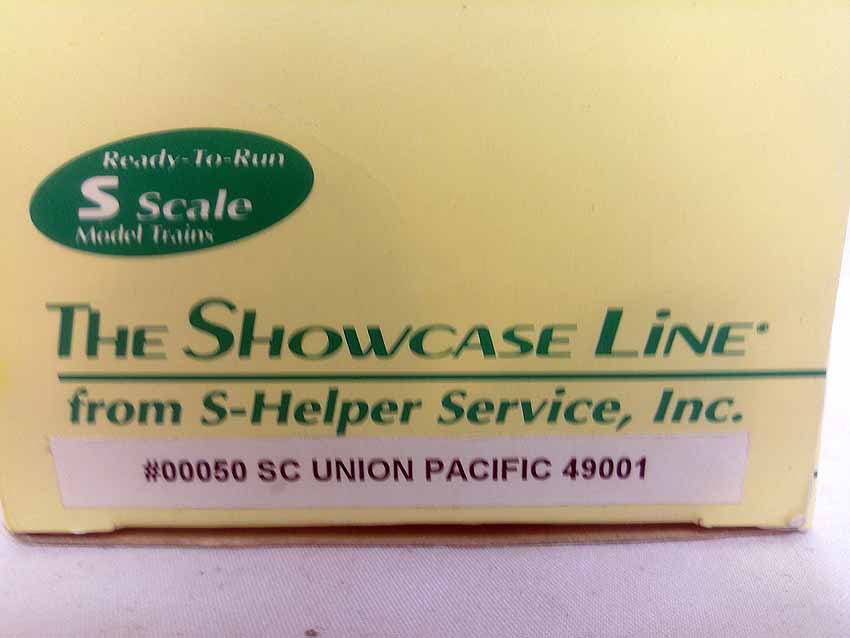 Ready-To-Run
S Scale
Model Trains
THE SHOWCASE LiNE
from S-Helper Service, Inc.
#00050 SC UNION PACIFIC 49001